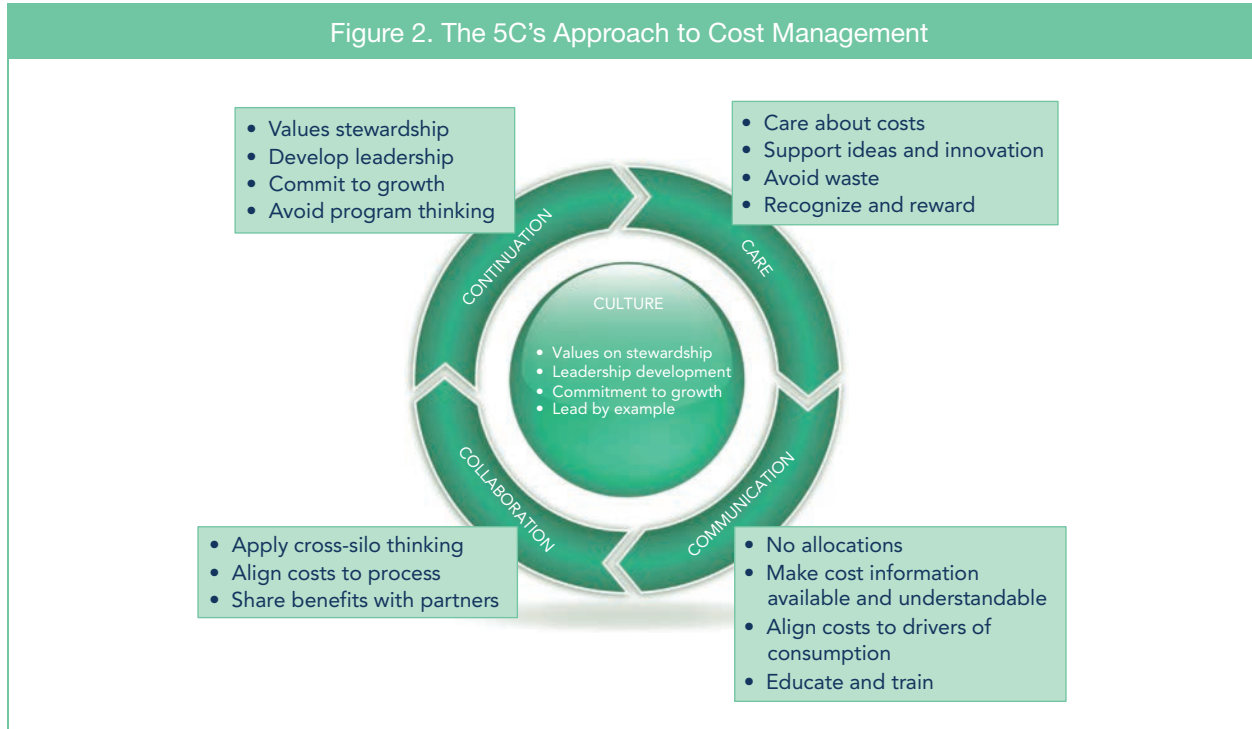 Figure 2. The 5C's Approach to Cost Management
• Values stewardship
• Develop leadership
• Commit to growth
• Avoid program thinking
• Care about costs
• Support ideas and innovation
• Avoid waste
• Recognize and reward
CONTINUATION
CARE
CULTURE
• Values on stewardship
• Leadership development
• Commitment to growth
• Lead by example
COLLABORATION
COMMUNICATION
• Apply cross-silo thinking
• Align costs to process
• Share benefits with partners
• No allocations
• Make cost information
available and understandable
• Align costs to drivers of
consumption
• Educate and train